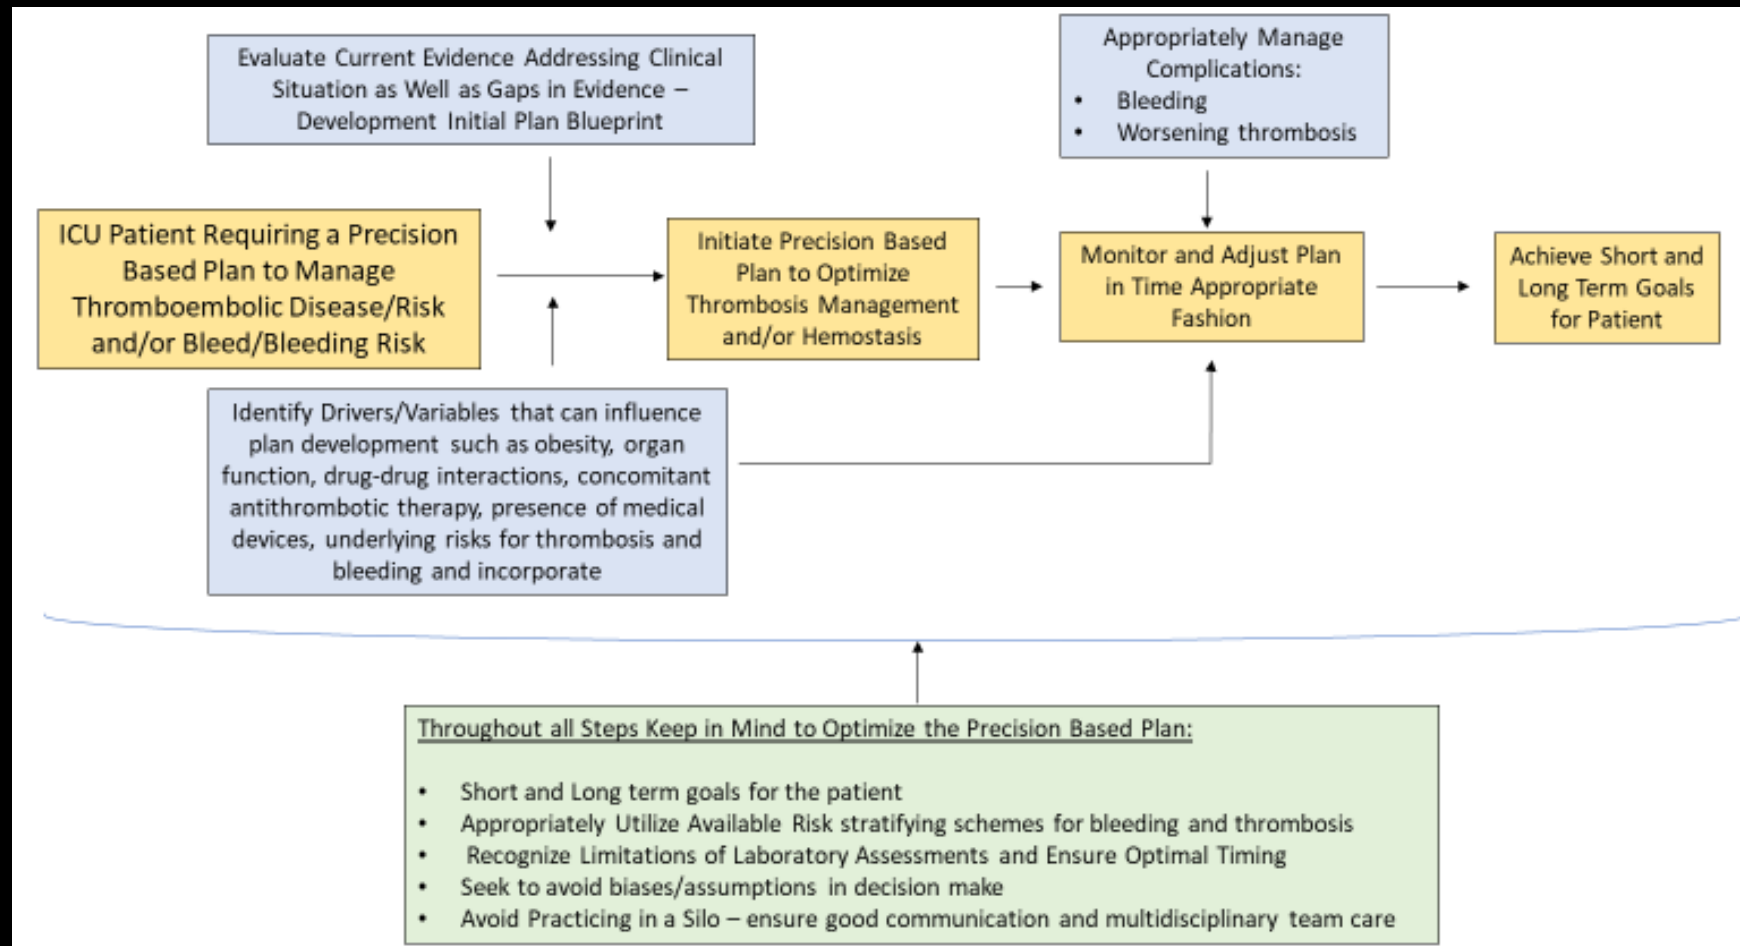 Evaluate Current Evidence Addressing Clinical
Situation as Well as Gaps in Evidence –
Development Initial Plan Blueprint
Appropriately Manage
Complications:
• Bleeding
• Worsening thrombosis
ICU Patient Requiring a Precision
Based Plan to Manage
Thromboembolic Disease/Risk
and/or Bleed/Bleeding Risk
Initiate Precision Based
Plan to Optimize
Thrombosis Management
and/or Hemostasis
Monitor and Adjust Plan
in Time Appropriate
Fashion
Achieve Short and
Long Term Goals
for Patient
Identify Drivers/Variables that can influence
plan development such as obesity, organ
function, drug-drug interactions, concomitant
antithrombotic therapy, presence of medical
devices, underlying risks for thrombosis and
bleeding and incorporate
Throughout all Steps Keep in Mind to Optimize the Precision Based Plan:
• Short and Long term goals for the patient
• Appropriately Utilize Available Risk stratifying schemes for bleeding and thrombosis
• Recognize Limitations of Laboratory Assessments and Ensure Optimal Timing
• Seek to avoid biases/assumptions in decision make
• Avoid Practicing in a Silo – ensure good communication and multidisciplinary team care